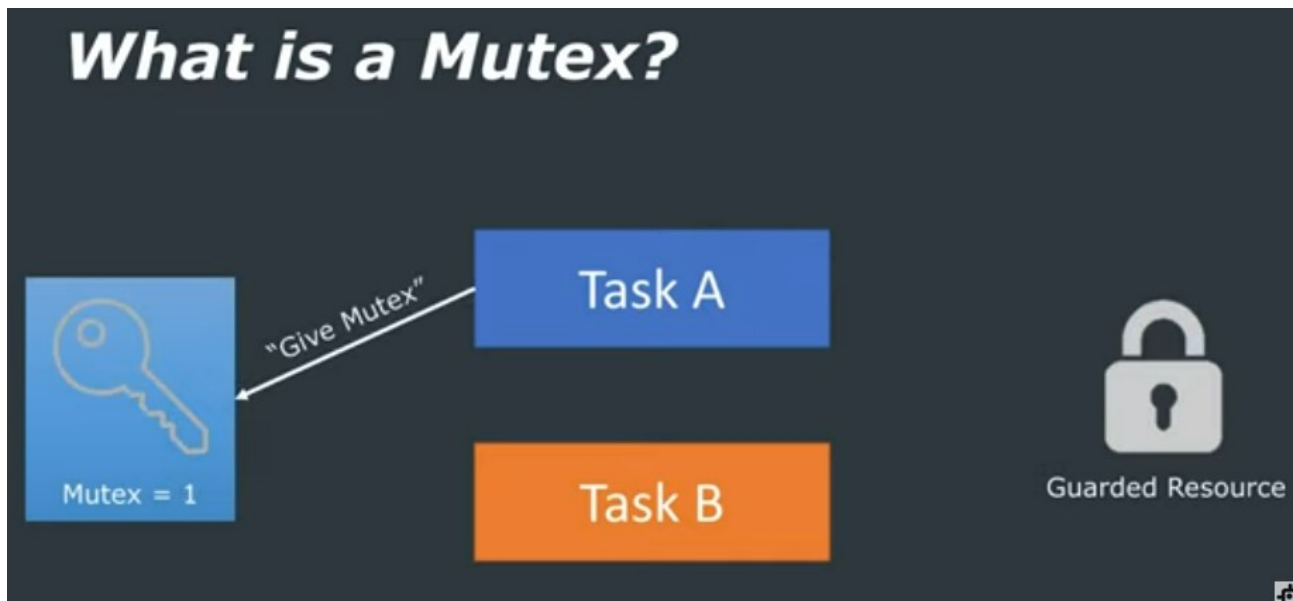 What is a Mutex?
"Give Mutex"
Task A
Mutex = 1
Task B
Guarded Resource